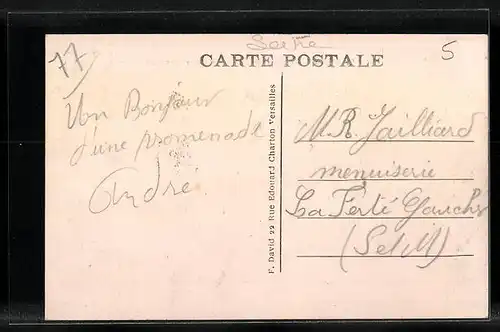 77
5
CARTE POSTALE
Un Bonjour
d'une promenade
André
F. David 22 Rue Edouard Charton Versailles
MR. Jailliard
menuiserie
La Ferté Gaucher
(S et M)